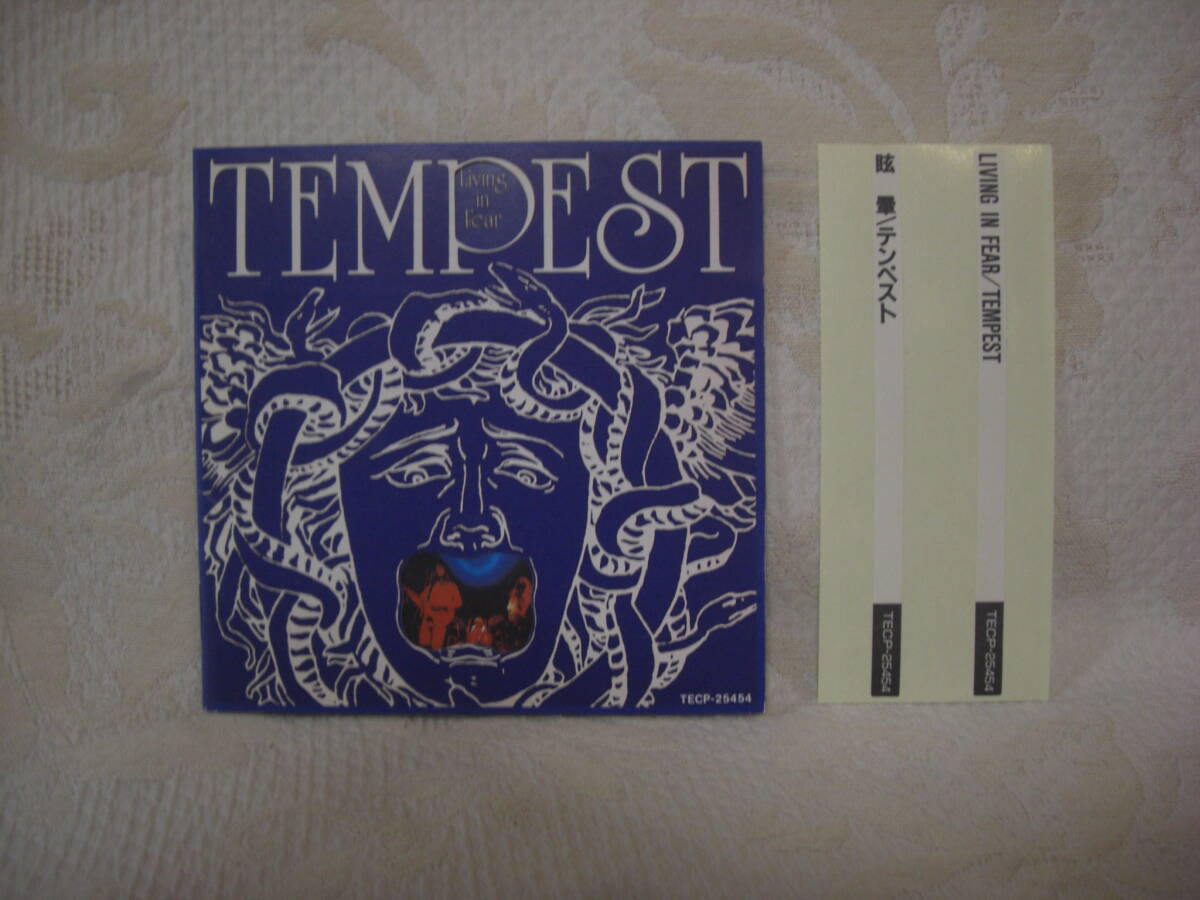 TEMPEST
Living
in
Fear
TECP-25454
LIVING IN FEAR/TEMPEST
TECP-25454
眩 暈/テンペスト
TECP-25454